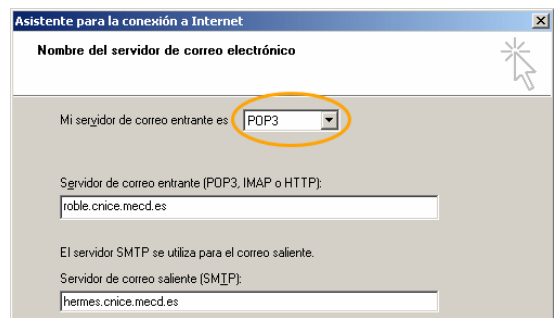 Asistente para la conexión a Internet
Nombre del servidor de correo electrónico
Mi servidor de correo entrante es POP3
Servidor de correo entrante (POP3, IMAP o HTTP):
roble.cnice.mecd.es
El servidor SMTP se utiliza para el correo saliente.
Servidor de correo saliente (SMTP):
hermes.cnice.mecd.es